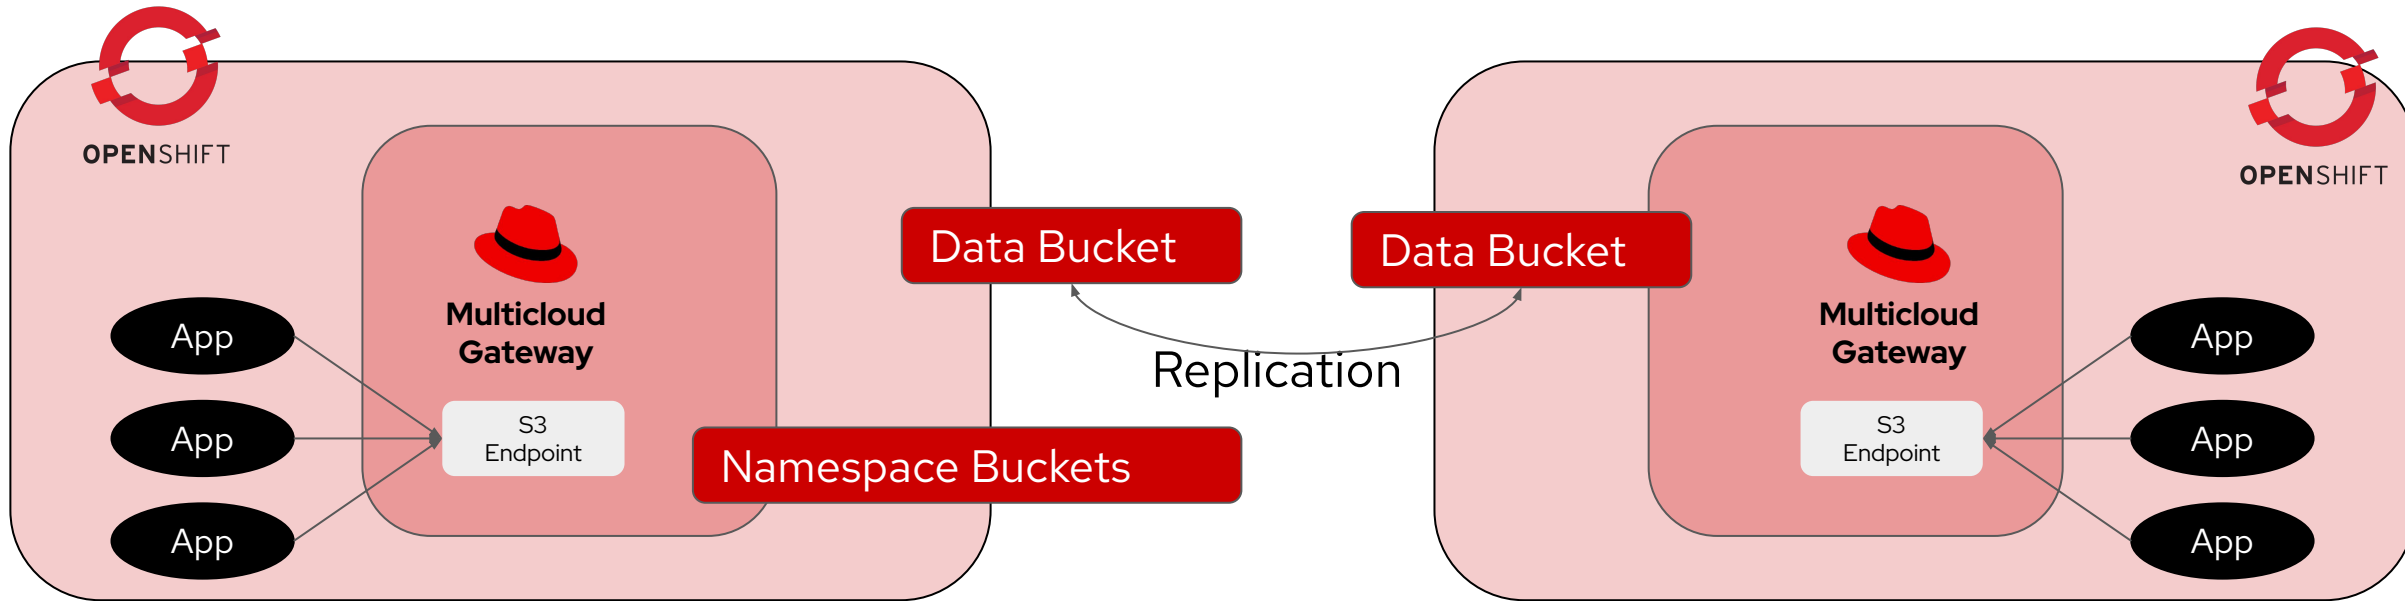 OPENSHIFT
Multicloud
Gateway
App
App
App
S3
Endpoint
Data Bucket
Namespace Buckets
Replication
Data Bucket
OPENSHIFT
Multicloud
Gateway
S3
Endpoint
App
App
App